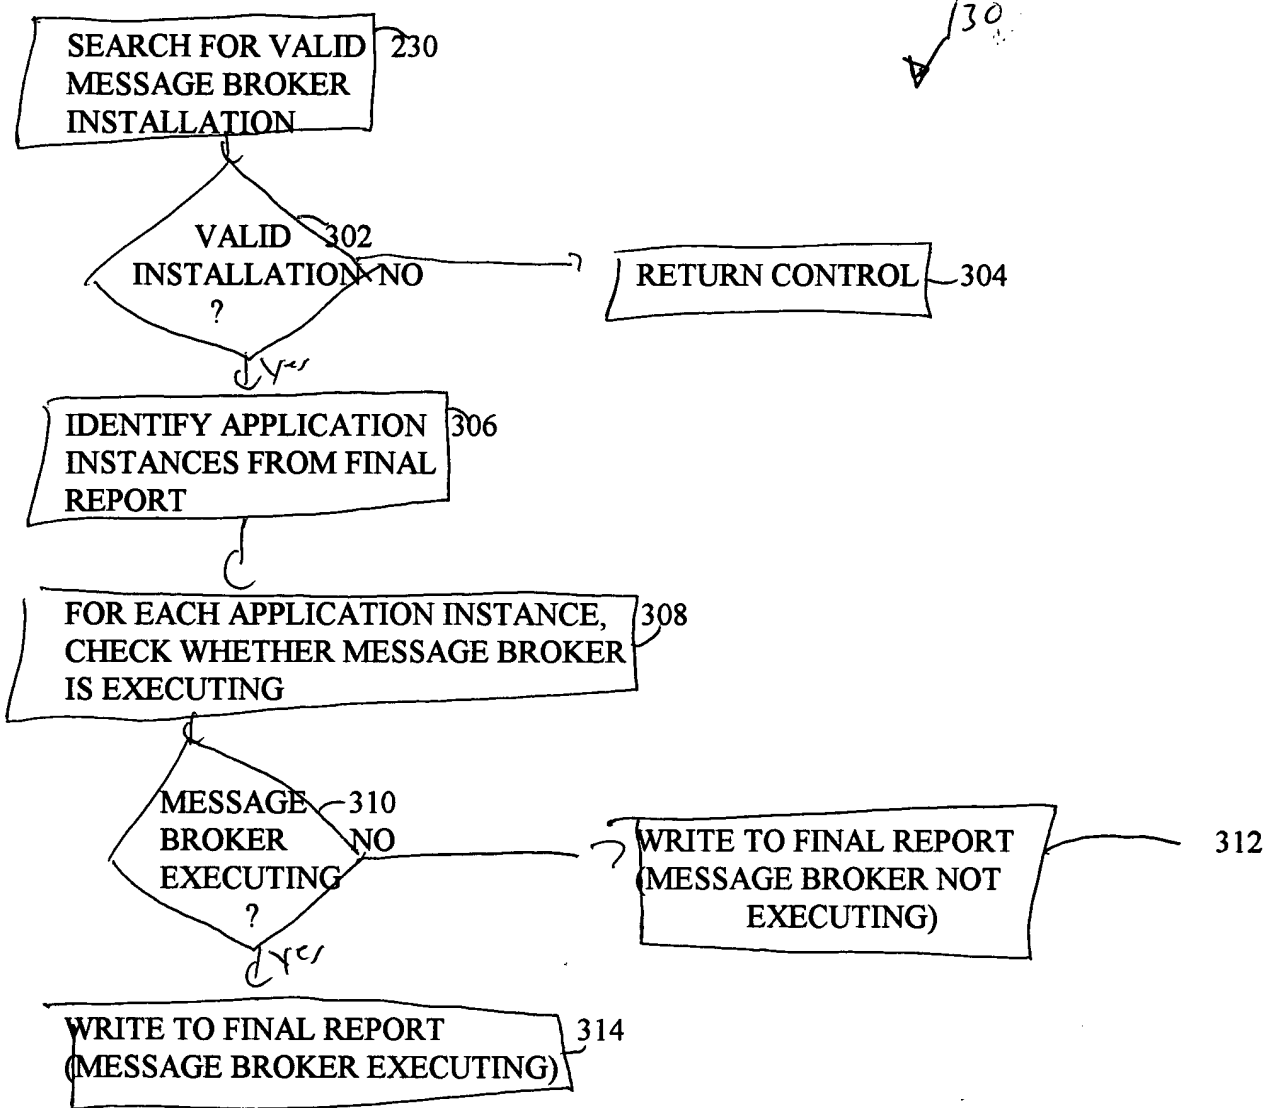 130
SEARCH FOR VALID 230
MESSAGE BROKER
INSTALLATION
VALID 302
INSTALLATION NO
?
RETURN CONTROL 304
Yes
IDENTIFY APPLICATION 306
INSTANCES FROM FINAL
REPORT
FOR EACH APPLICATION INSTANCE, 308
CHECK WHETHER MESSAGE BROKER
IS EXECUTING
MESSAGE 310
BROKER NO
EXECUTING
?
WRITE TO FINAL REPORT 312
(MESSAGE BROKER NOT
EXECUTING)
Yes
WRITE TO FINAL REPORT 314
(MESSAGE BROKER EXECUTING)